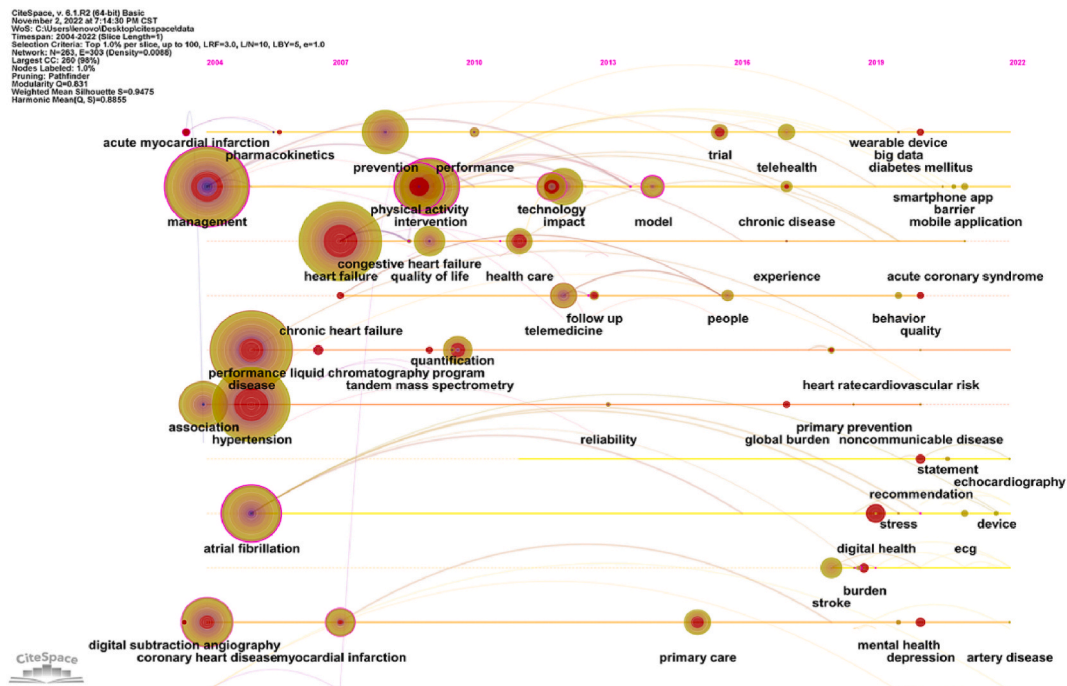 CiteSpace, v. 6.1.R2 (64-bit) Basic
November 2, 2022 at 7:14:30 PM CST
WoS: C:\Users\lenovo\Desktop\citespace\data
Timespan: 2004-2022 (Slice Length=1)
Selection Criteria: Top 1.0% per slice, up to 100, LRF=3.0, L/N=10, LBY=5, e=1.0
Network: N=263, E=303 (Density=0.0088)
Largest CC: 260 (98%)
Nodes Labeled: 1.0%
Pruning: Pathfinder
Modularity Q=0.831
Weighted Mean Silhouette S=0.9475
Harmonic Mean(Q, S)=0.8855
2004 2007 2010 2013 2016 2019 2022
acute myocardial infarction wearable device
pharmacokinetics trial big data
prevention performance telehealth diabetes mellitus
smartphone app
physical activity technology barrier
management intervention impact model chronic disease mobile application
congestive heart failure
heart failure quality of life health care experience acute coronary syndrome
follow up people behavior
chronic heart failure telemedicine quality
quantification
performance liquid chromatography program
disease tandem mass spectrometry heart rate cardiovascular risk
association primary prevention
hypertension reliability global burden noncommunicable disease
statement
echocardiography
recommendation
atrial fibrillation stress device
digital health ecg
burden
stroke
digital subtraction angiography mental health
coronary heart disease myocardial infarction primary care depression artery disease
CiteSpace